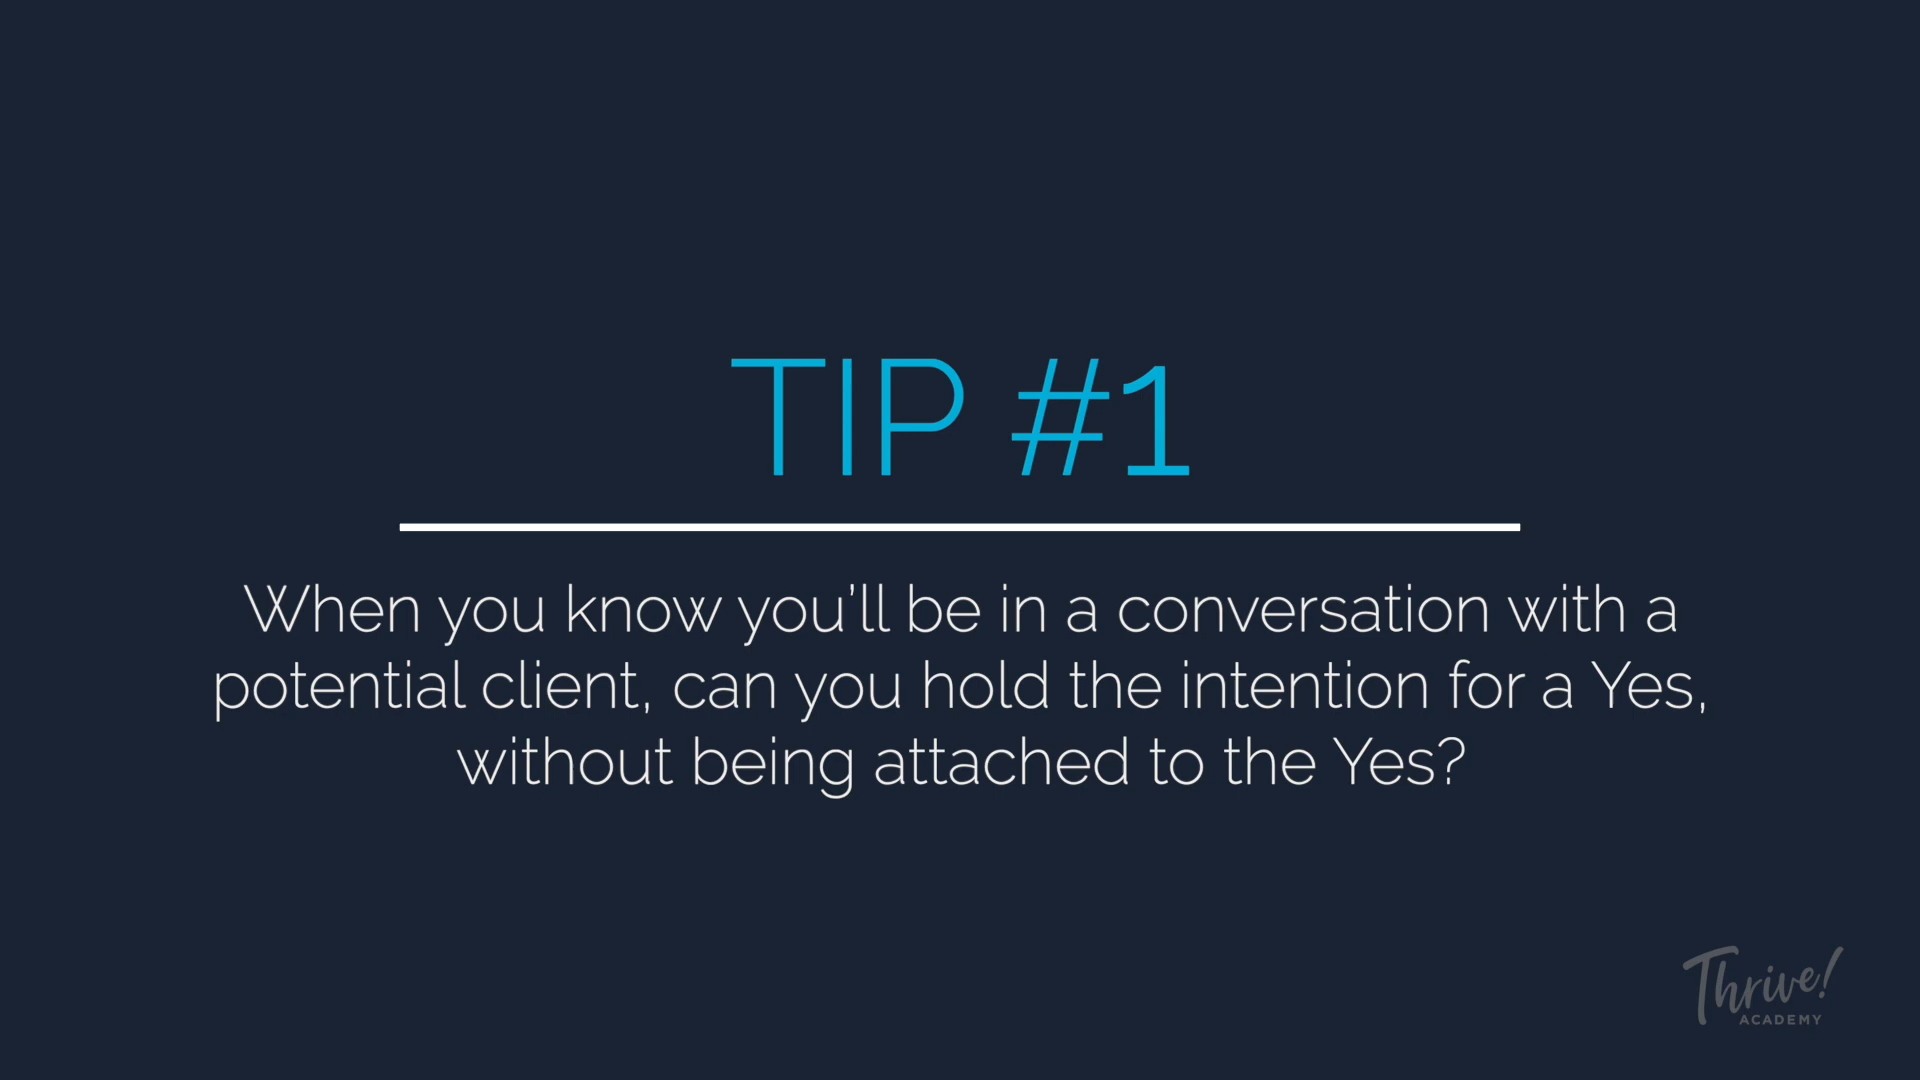 TIP #1
When you know you’ll be in a conversation with a
potential client, can you hold the intention for a Yes,
without being attached to the Yes?
Thrive!
ACADEMY